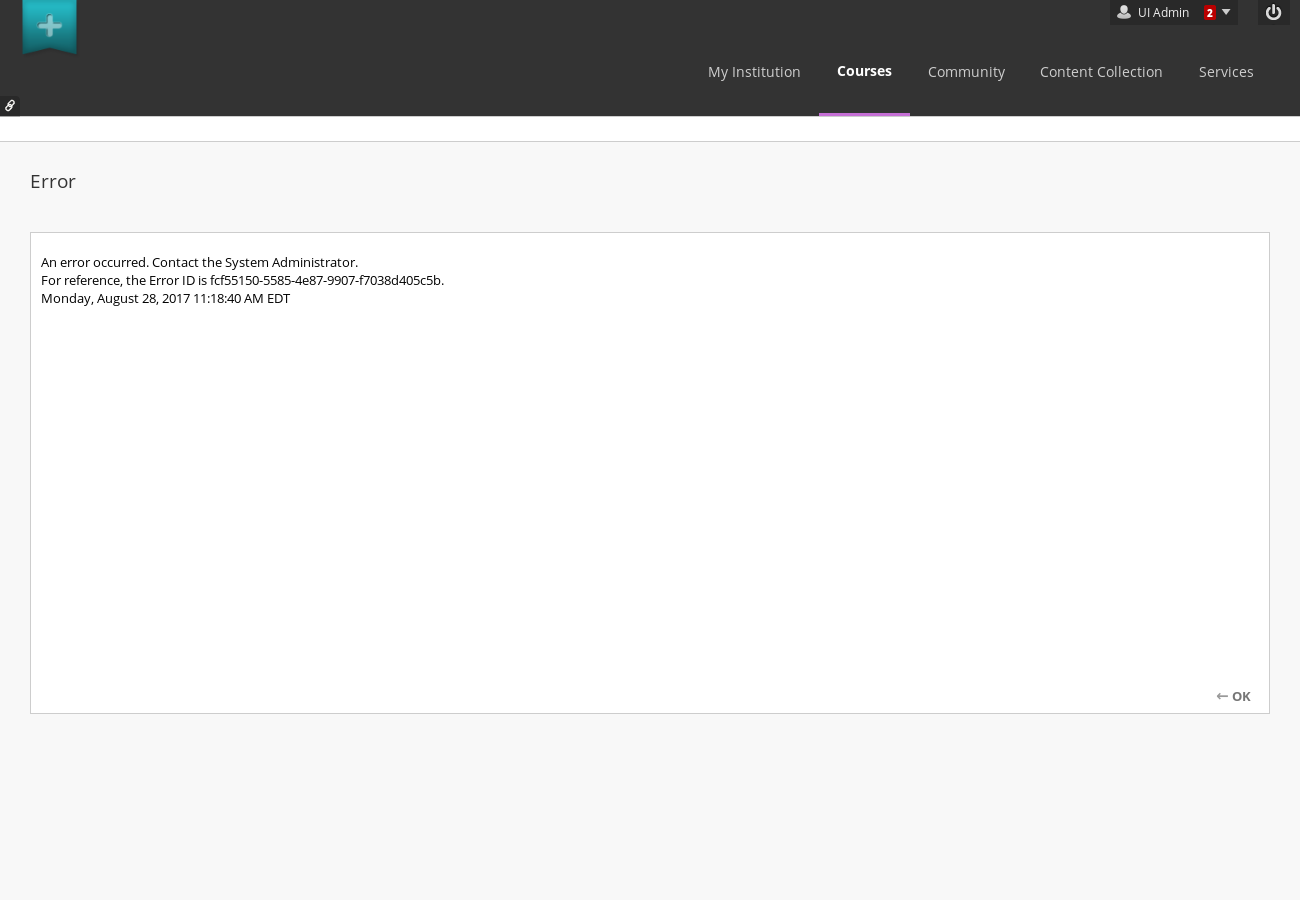 UI Admin 2
My Institution Courses Community Content Collection Services
Error
An error occurred. Contact the System Administrator.
For reference, the Error ID is fcf55150-5585-4e87-9907-f7038d405c5b.
Monday, August 28, 2017 11:18:40 AM EDT
← OK